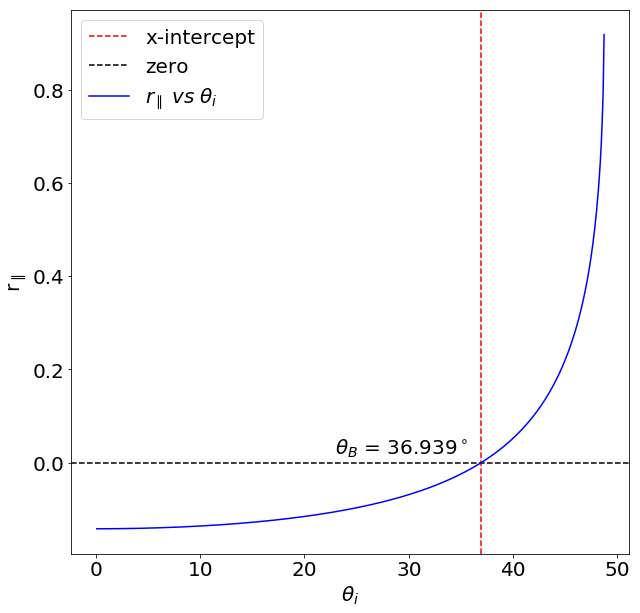 x-intercept
zero
r∥ vs θi
0.8
0.6
0.4
0.2
0.0
r∥
θB = 36.939°
0 10 20 30 40 50
θi